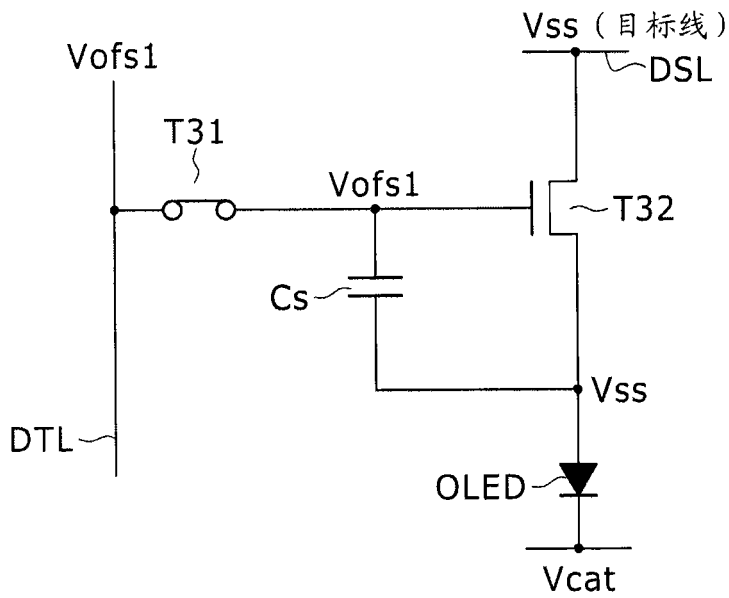 Vss（目标线）
Vofs1
DSL
T31
Vofs1
T32
Cs
Vss
DTL
OLED
Vcat